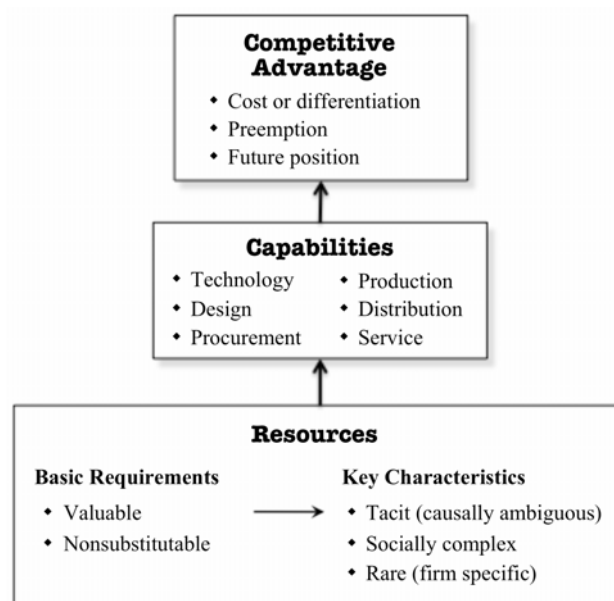 Competitive
Advantage
◆ Cost or differentiation
◆ Preemption
◆ Future position
Capabilities
◆ Technology
◆ Design
◆ Procurement
◆ Production
◆ Distribution
◆ Service
Resources
Basic Requirements
◆ Valuable
◆ Nonsubstitutable
Key Characteristics
◆ Tacit (causally ambiguous)
◆ Socially complex
◆ Rare (firm specific)